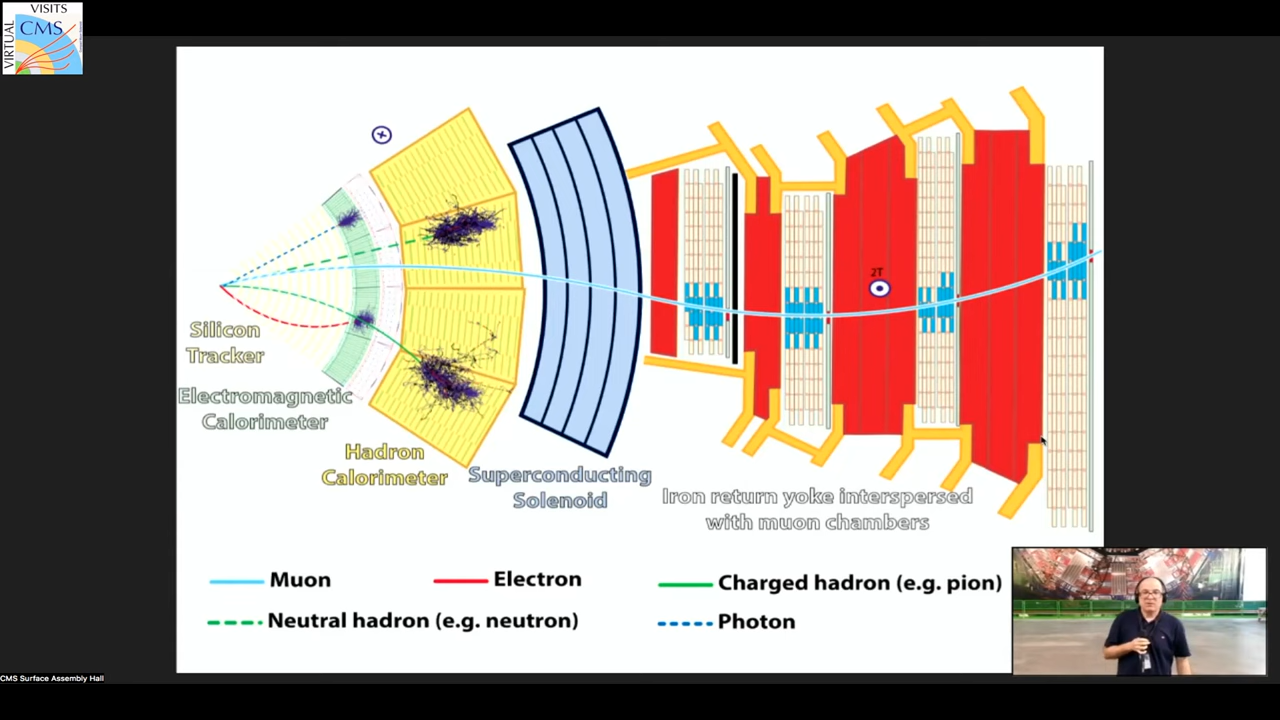 VISITS
VIRTUAL
CMS
2T
Silicon
Tracker
Electromagnetic
Calorimeter
Hadron
Calorimeter
Superconducting
Solenoid
Iron return yoke interspersed
with muon chambers
Muon
Electron
Charged hadron (e.g. pion)
Neutral hadron (e.g. neutron)
Photon
CMS Surface Assembly Hall